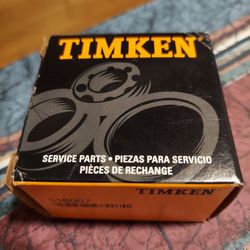 TIMKEN
SERVICE PARTS • PIEZAS PARA SERVICIO
PIÈCES DE RECHANGE
TIMKEN